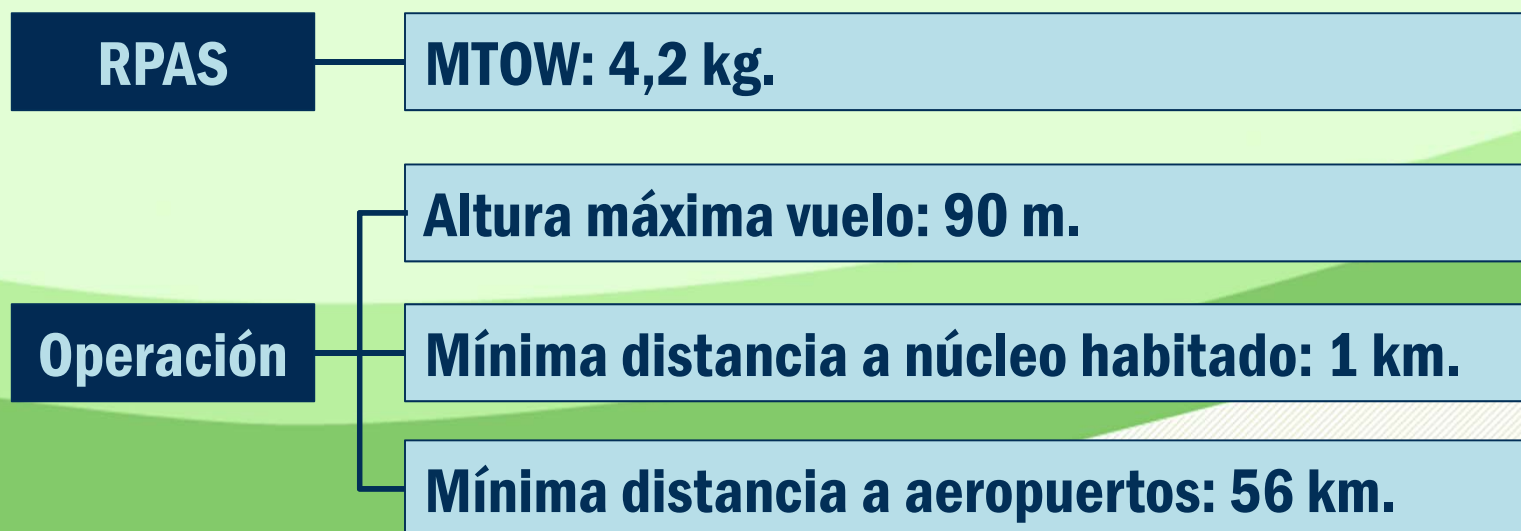 RPAS
MTOW: 4,2 kg.
Operación
Altura máxima vuelo: 90 m.
Mínima distancia a núcleo habitado: 1 km.
Mínima distancia a aeropuertos: 56 km.